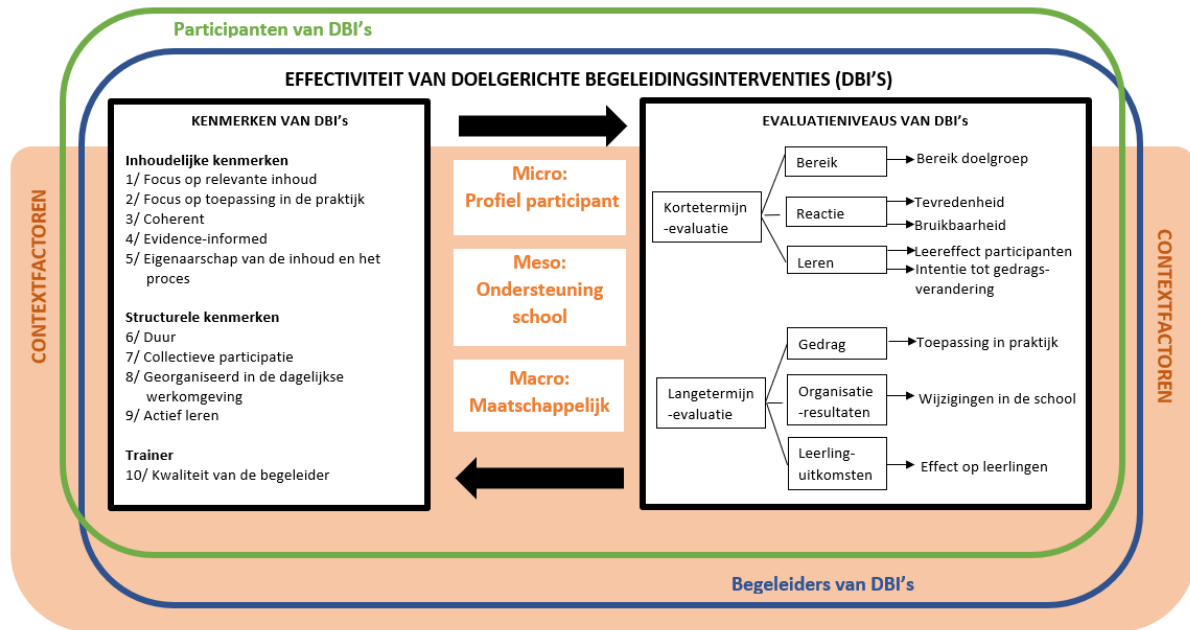 Participanten van DBI's
EFFECTIVITEIT VAN DOELGERICHTE BEGELEIDINGSINTERVENTIES (DBI'S)
CONTEXTFACTOREN
KENMERKEN VAN DBI's
Inhoudelijke kenmerken
1/ Focus op relevante inhoud
2/ Focus op toepassing in de praktijk
3/ Coherent
4/ Evidence-informed
5/ Eigenaarschap van de inhoud en het
proces
Structurele kenmerken
6/ Duur
7/ Collectieve participatie
8/ Georganiseerd in de dagelijkse
werkomgeving
9/ Actief leren
Trainer
10/ Kwaliteit van de begeleider
Micro:
Profiel participant
Meso:
Ondersteuning
school
Macro:
Maatschappelijk
EVALUATIENIVEAUS VAN DBI's
Kortetermijn
-evaluatie
Bereik
Bereik doelgroep
Reactie
Tevredenheid
Bruikbaarheid
Leren
Leereffect participanten
Intentie tot gedrags-
verandering
Langetermijn
-evaluatie
Gedrag
Toepassing in praktijk
Organisatie
-resultaten
Wijzigingen in de school
Leerling-
uitkomsten
Effect op leerlingen
CONTEXTFACTOREN
Begeleiders van DBI's